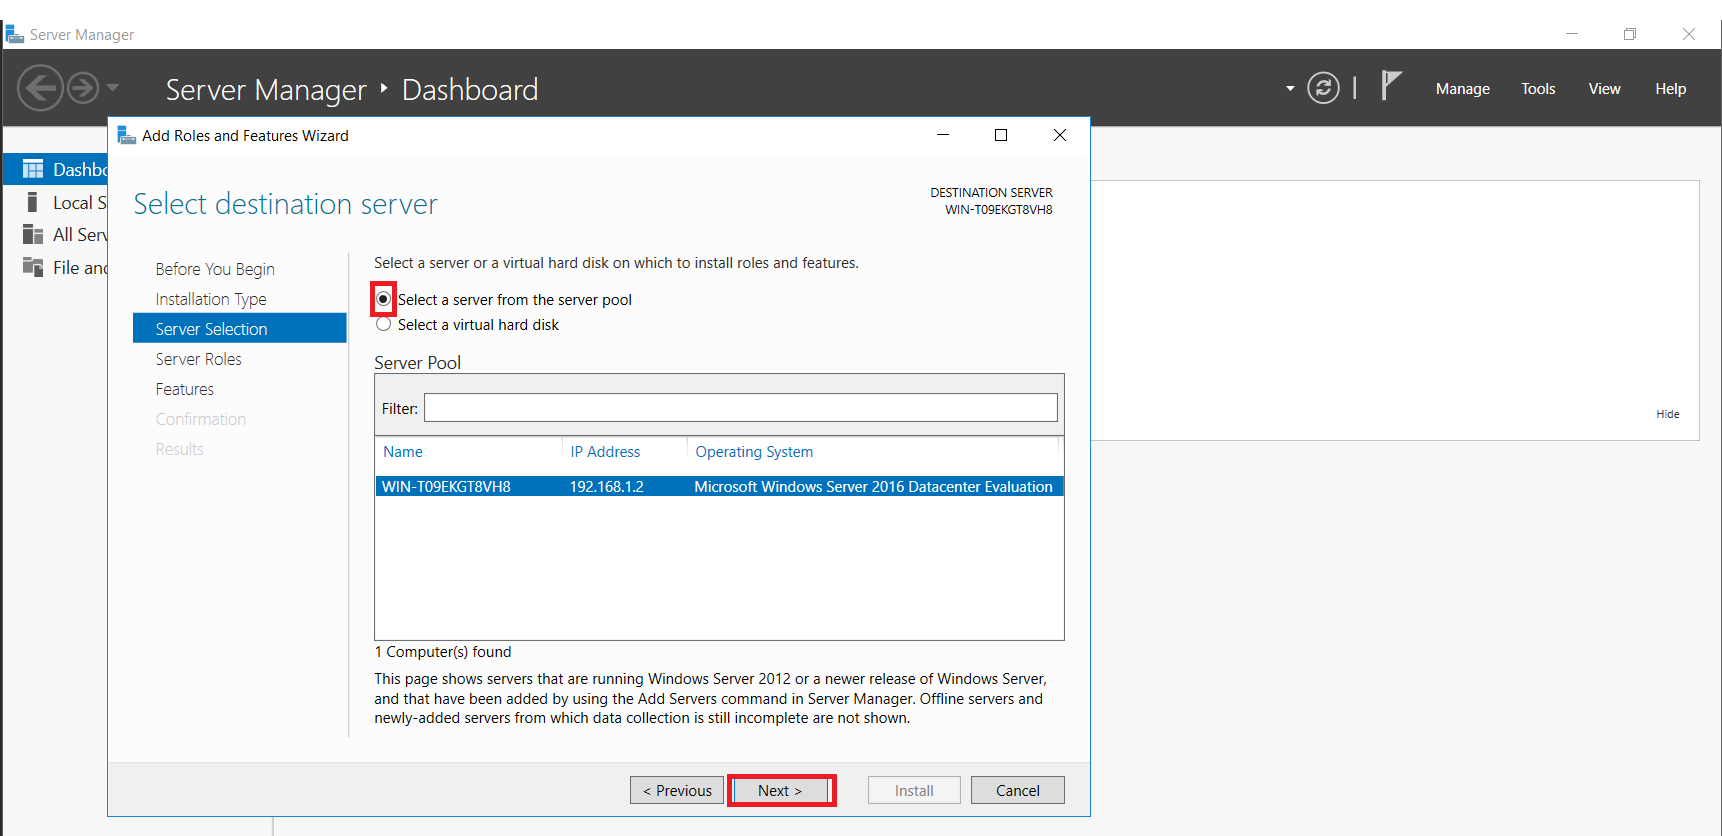 Server Manager
Server Manager ‣ Dashboard
Manage Tools View Help
Dashbo
Local S
All Serv
File and
Add Roles and Features Wizard
Select destination server
DESTINATION SERVER
WIN-T09EKGT8VH8
Before You Begin
Installation Type
Server Selection
Server Roles
Features
Confirmation
Results
Select a server or a virtual hard disk on which to install roles and features.
Select a server from the server pool
Select a virtual hard disk
Server Pool
Filter:
Name IP Address Operating System
WIN-T09EKGT8VH8 192.168.1.2 Microsoft Windows Server 2016 Datacenter Evaluation
1 Computer(s) found
This page shows servers that are running Windows Server 2012 or a newer release of Windows Server,
and that have been added by using the Add Servers command in Server Manager. Offline servers and
newly-added servers from which data collection is still incomplete are not shown.
< Previous Next > Install Cancel
Hide